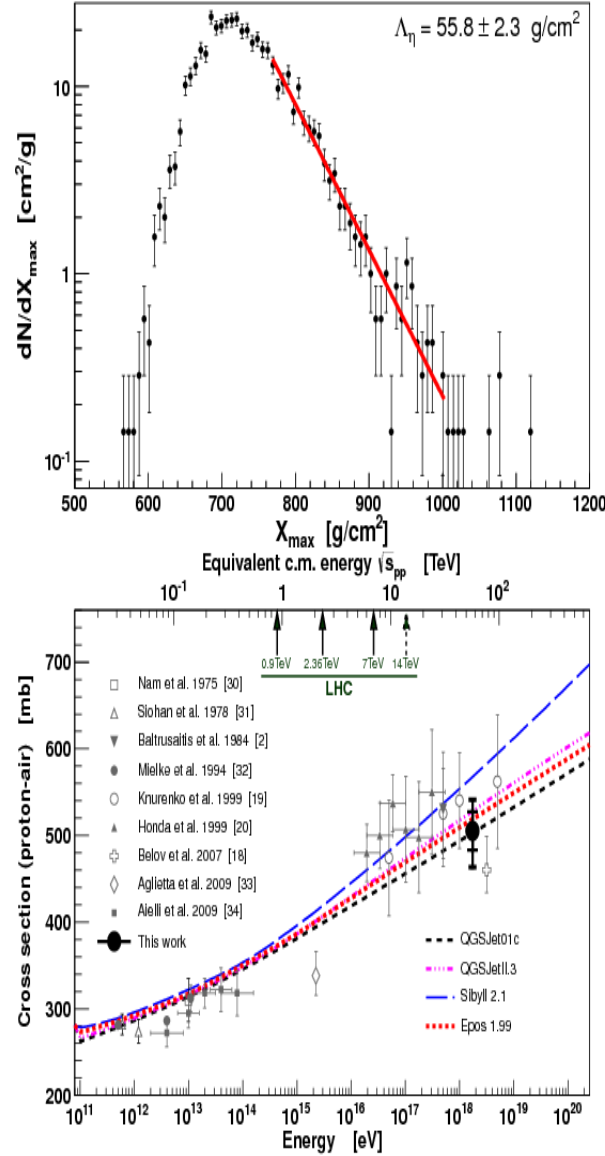 Λη = 55.8 ± 2.3 g/cm²
dN/dXmax [cm²/g]
10
1
10⁻¹
500 600 700 800 900 1000 1100 1200
Xmax [g/cm²]
Equivalent c.m. energy √spp [TeV]
10⁻¹ 1 10 10²
0.9TeV 2.36TeV 7TeV 14TeV
LHC
Cross section (proton-air) [mb]
700
600
500
400
300
200
Nam et al. 1975 [30]
Siohan et al. 1978 [31]
Baltrusaitis et al. 1984 [2]
Mielke et al. 1994 [32]
Knurenko et al. 1999 [19]
Honda et al. 1999 [20]
Belov et al. 2007 [18]
Aglietta et al. 2009 [33]
Aielli et al. 2009 [34]
This work
QGSJet01c
QGSJetII.3
Sibyll 2.1
Epos 1.99
10¹¹ 10¹² 10¹³ 10¹⁴ 10¹⁵ 10¹⁶ 10¹⁷ 10¹⁸ 10¹⁹ 10²⁰
Energy [eV]